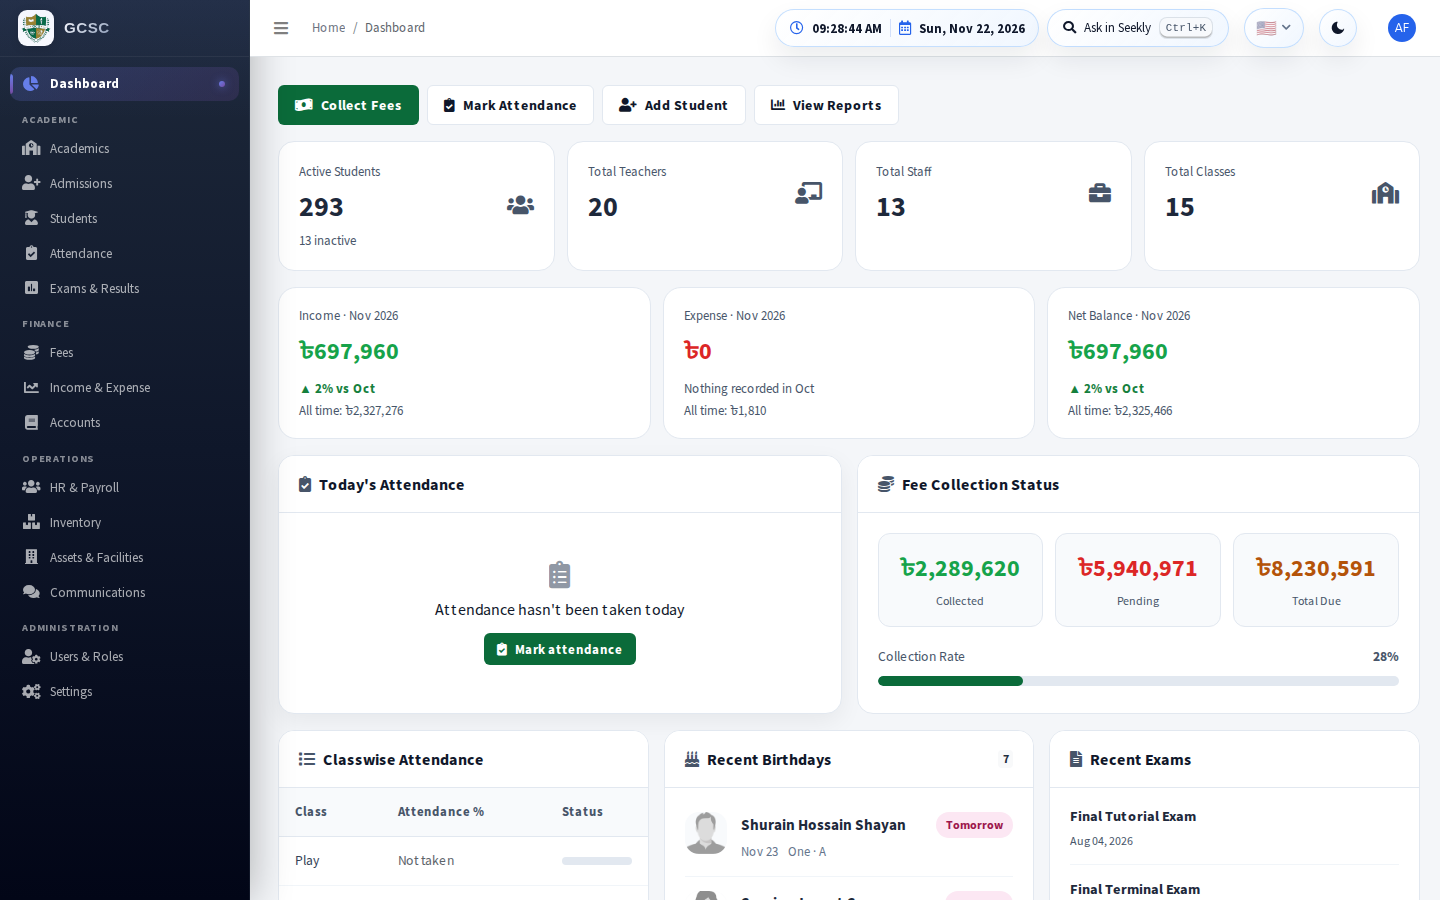 GCSC
Home / Dashboard
09:28:44 AM
Sun, Nov 22, 2026
Ask in Seekly
Ctrl+K
AF
Dashboard
ACADEMIC
Academics
Admissions
Students
Attendance
Exams & Results
FINANCE
Fees
Income & Expense
Accounts
OPERATIONS
HR & Payroll
Inventory
Assets & Facilities
Communications
ADMINISTRATION
Users & Roles
Settings
Collect Fees
Mark Attendance
Add Student
View Reports
Active Students
293
13 inactive
Total Teachers
20
Total Staff
13
Total Classes
15
Income · Nov 2026
৳697,960
▲ 2% vs Oct
All time: ৳2,327,276
Expense · Nov 2026
৳0
Nothing recorded in Oct
All time: ৳1,810
Net Balance · Nov 2026
৳697,960
▲ 2% vs Oct
All time: ৳2,325,466
Today's Attendance
Attendance hasn't been taken today
Mark attendance
Fee Collection Status
৳2,289,620
Collected
৳5,940,971
Pending
৳8,230,591
Total Due
Collection Rate
28%
Classwise Attendance
Class Attendance % Status
Play Not taken
Recent Birthdays
7
Shurain Hossain Shayan
Tomorrow
Nov 23 One · A
Recent Exams
Final Tutorial Exam
Aug 04, 2026
Final Terminal Exam